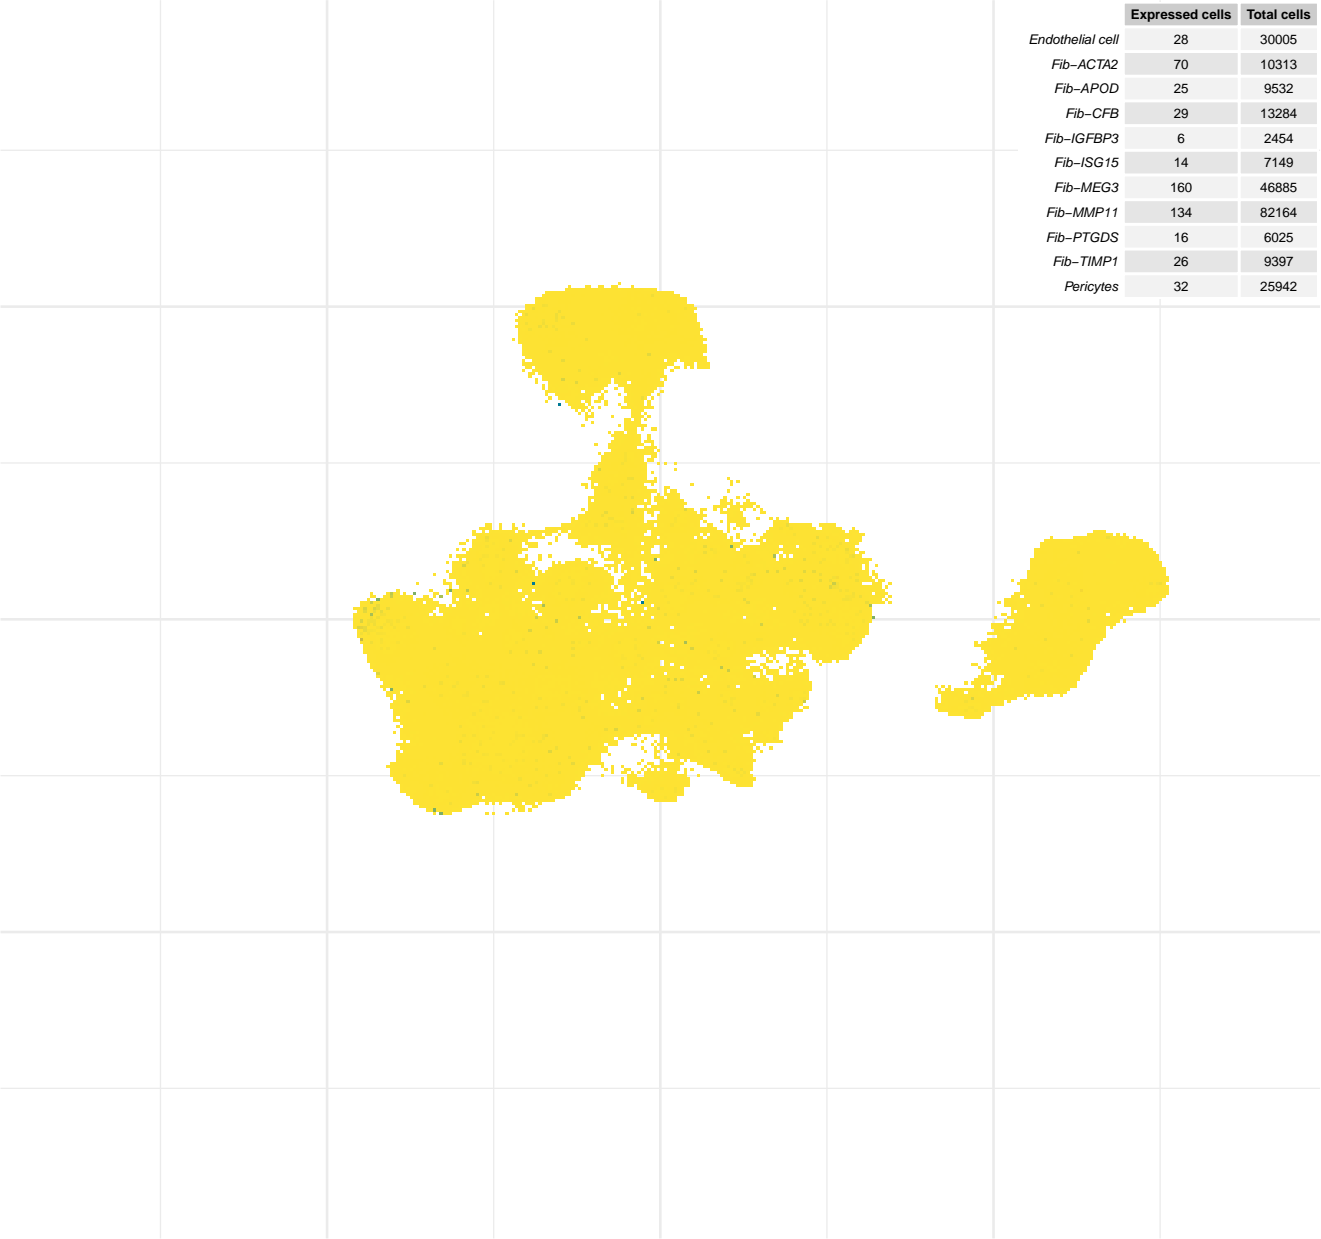 Expressed cells Total cells
Endothelial cell 28 30005
Fib−ACTA2 70 10313
Fib−APOD 25 9532
Fib−CFB 29 13284
Fib−IGFBP3 6 2454
Fib−ISG15 14 7149
Fib−MEG3 160 46885
Fib−MMP11 134 82164
Fib−PTGDS 16 6025
Fib−TIMP1 26 9397
Pericytes 32 25942